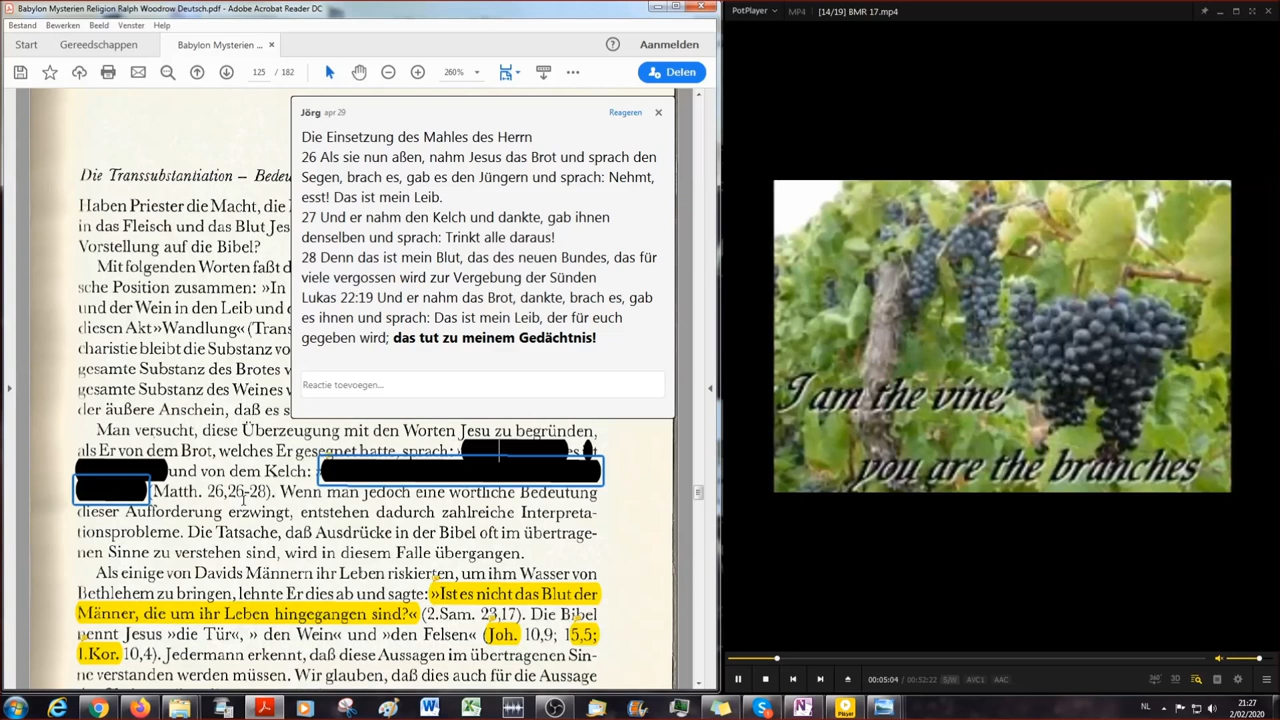 Babylon Mysterien Religion Ralph Woodrow Deutsch.pdf - Adobe Acrobat Reader DC
Bestand Bewerken Beeld Venster Help
Start Gereedschappen Babylon Mysterien ... × Aanmelden
125 / 182 260% Delen
Jörg apr 29 Reageren
Die Einsetzung des Mahles des Herrn
26 Als sie nun aßen, nahm Jesus das Brot und sprach den
Segen, brach es, gab es den Jüngern und sprach: Nehmt,
esst! Das ist mein Leib.
27 Und er nahm den Kelch und dankte, gab ihnen
denselben und sprach: Trinkt alle daraus!
28 Denn das ist mein Blut, das des neuen Bundes, das für
viele vergossen wird zur Vergebung der Sünden
Lukas 22:19 Und er nahm das Brot, dankte, brach es, gab
es ihnen und sprach: Das ist mein Leib, der für euch
gegeben wird; das tut zu meinem Gedächtnis!
Reactie toevoegen...
Die Transsubstantiation – Bedeu
Haben Priester die Macht, die
in das Fleisch und das Blut Jes
Vorstellung auf die Bibel?
Mit folgenden Worten faßt d
sche Position zusammen: »In
und der Wein in den Leib und
diesen Akt »Wandlung« (Trans
charistie bleibt die Substanz vo
gesamte Substanz des Brotes v
gesamte Substanz des Weines
der äußere Anschein, daß es s
Man versucht, diese Überzeugung mit den Worten Jesu zu begründen,
als Er von dem Brot, welches Er gesegnet hatte, sprach:
und von dem Kelch:
Matth. 26,26-28). Wenn man jedoch eine wörtliche Bedeutung
dieser Aufforderung erzwingt, entstehen dadurch zahlreiche Interpreta-
tionsprobleme. Die Tatsache, daß Ausdrücke in der Bibel oft im übertrage-
nen Sinne zu verstehen sind, wird in diesem Falle übergangen.
Als einige von Davids Männern ihr Leben riskierten, um ihm Wasser von
Bethlehem zu bringen, lehnte Er dies ab und sagte: »Ist es nicht das Blut der
Männer, die um ihr Leben hingegangen sind?« (2.Sam. 23,17). Die Bibel
nennt Jesus »die Tür«, » den Wein« und »den Felsen« (Joh. 10,9; 15,5;
1.Kor. 10,4). Jedermann erkennt, daß diese Aussagen im übertragenen Sin-
ne verstanden werden müssen. Wir glauben, daß dies auch für die Aussage
PotPlayer MP4 [14/19] BMR 17.mp4
I am the vine;
you are the branches
00:05:04 / 00:52:22 S/W AVC1 AAC
360° 3D
NL 21:27
2/02/2020